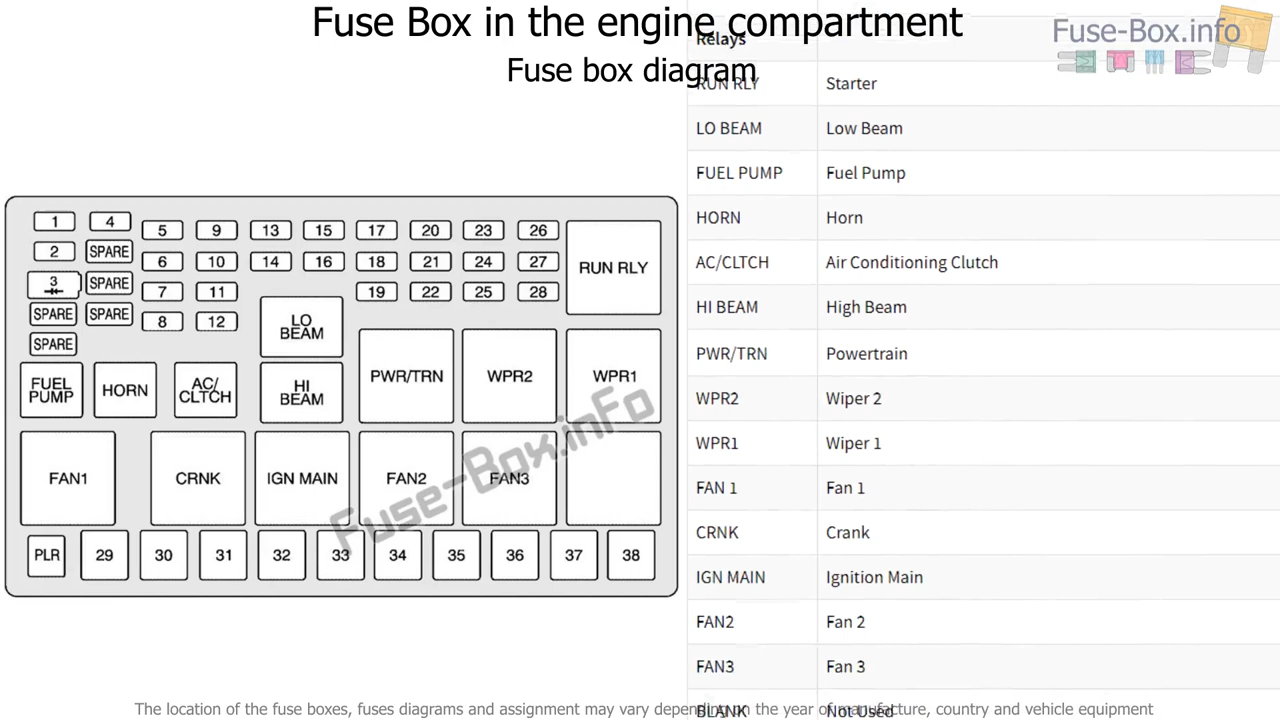 Fuse Box in the engine compartment
Fuse box diagram
Fuse-Box.info
Relays
RUN RLY Starter
LO BEAM Low Beam
FUEL PUMP Fuel Pump
HORN Horn
AC/CLTCH Air Conditioning Clutch
HI BEAM High Beam
PWR/TRN Powertrain
WPR2 Wiper 2
WPR1 Wiper 1
FAN 1 Fan 1
CRNK Crank
IGN MAIN Ignition Main
FAN2 Fan 2
FAN3 Fan 3
BLANK Not Used
1 4 5 9 13 15 17 20 23 26
2 SPARE 6 10 14 16 18 21 24 27
3 SPARE 7 11 19 22 25 28
SPARE SPARE 8 12
SPARE
RUN RLY
LO
BEAM
FUEL
PUMP
HORN
AC/
CLTCH
HI
BEAM
PWR/TRN WPR2 WPR1
FAN1 CRNK IGN MAIN FAN2 FAN3
PLR 29 30 31 32 33 34 35 36 37 38
Fuse-Box.info
The location of the fuse boxes, fuses diagrams and assignment may vary depending on the year of manufacture, country and vehicle equipment